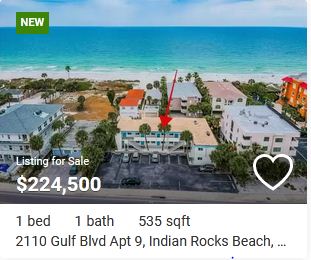 NEW
Listing for Sale
$224,500
1 bed 1 bath 535 sqft
2110 Gulf Blvd Apt 9, Indian Rocks Beach, ...